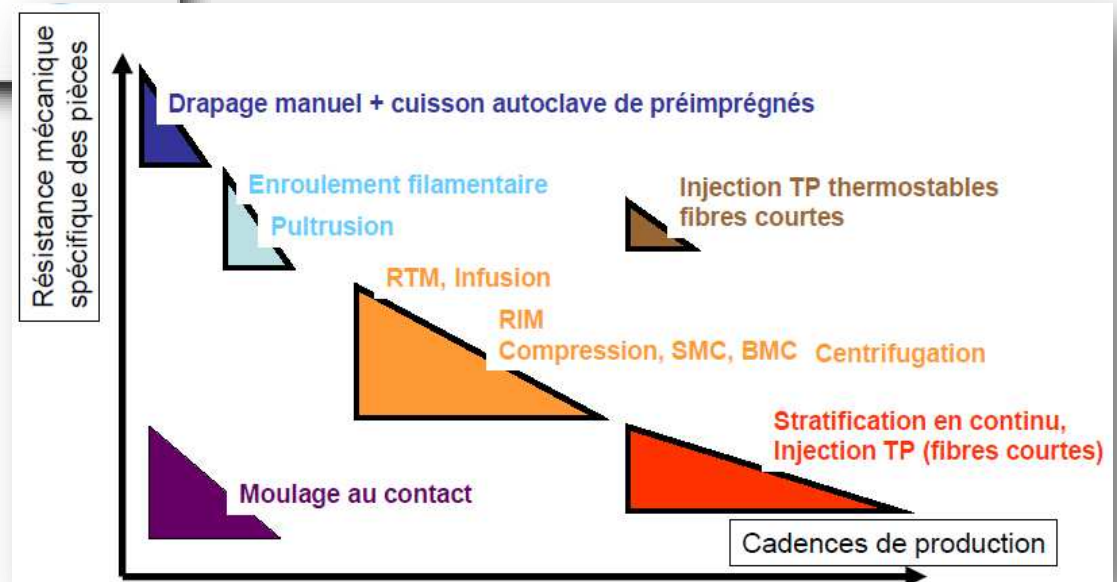 Résistance mécanique
spécifique des pièces
Drapage manuel + cuisson autoclave de préimprégnés
Enroulement filamentaire
Pultrusion
Injection TP thermostables
fibres courtes
RTM, Infusion
RIM
Compression, SMC, BMC
Centrifugation
Stratification en continu,
Injection TP (fibres courtes)
Moulage au contact
Cadences de production